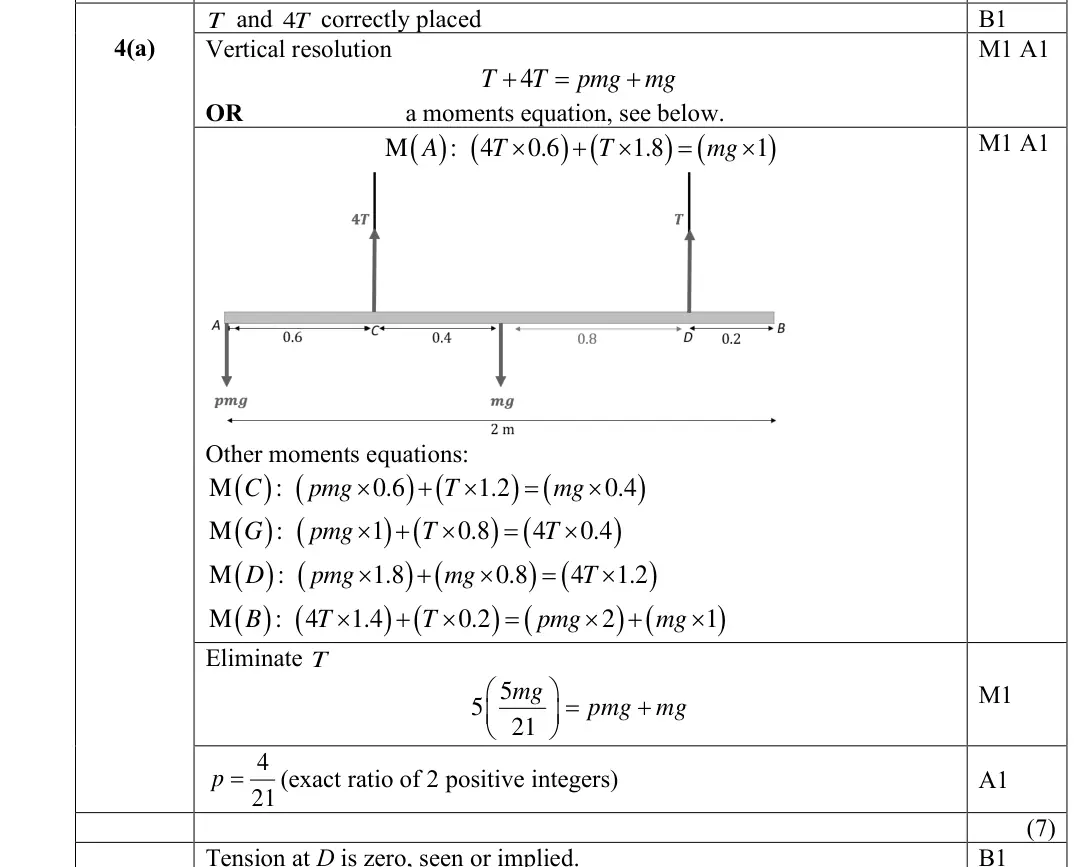 T and 4T correctly placed B1
4(a) Vertical resolution M1 A1
T + 4T = pmg + mg
OR a moments equation, see below.
M(A): (4T × 0.6) + (T × 1.8) = (mg × 1) M1 A1
4T T
A C D B
0.6 0.4 0.8 0.2
pmg mg
2 m
Other moments equations:
M(C): (pmg × 0.6) + (T × 1.2) = (mg × 0.4)
M(G): (pmg × 1) + (T × 0.8) = (4T × 0.4)
M(D): (pmg × 1.8) + (mg × 0.8) = (4T × 1.2)
M(B): (4T × 1.4) + (T × 0.2) = (pmg × 2) + (mg × 1)
Eliminate T
5(5mg/21) = pmg + mg M1
p = 4/21 (exact ratio of 2 positive integers) A1
(7)
Tension at D is zero, seen or implied. B1